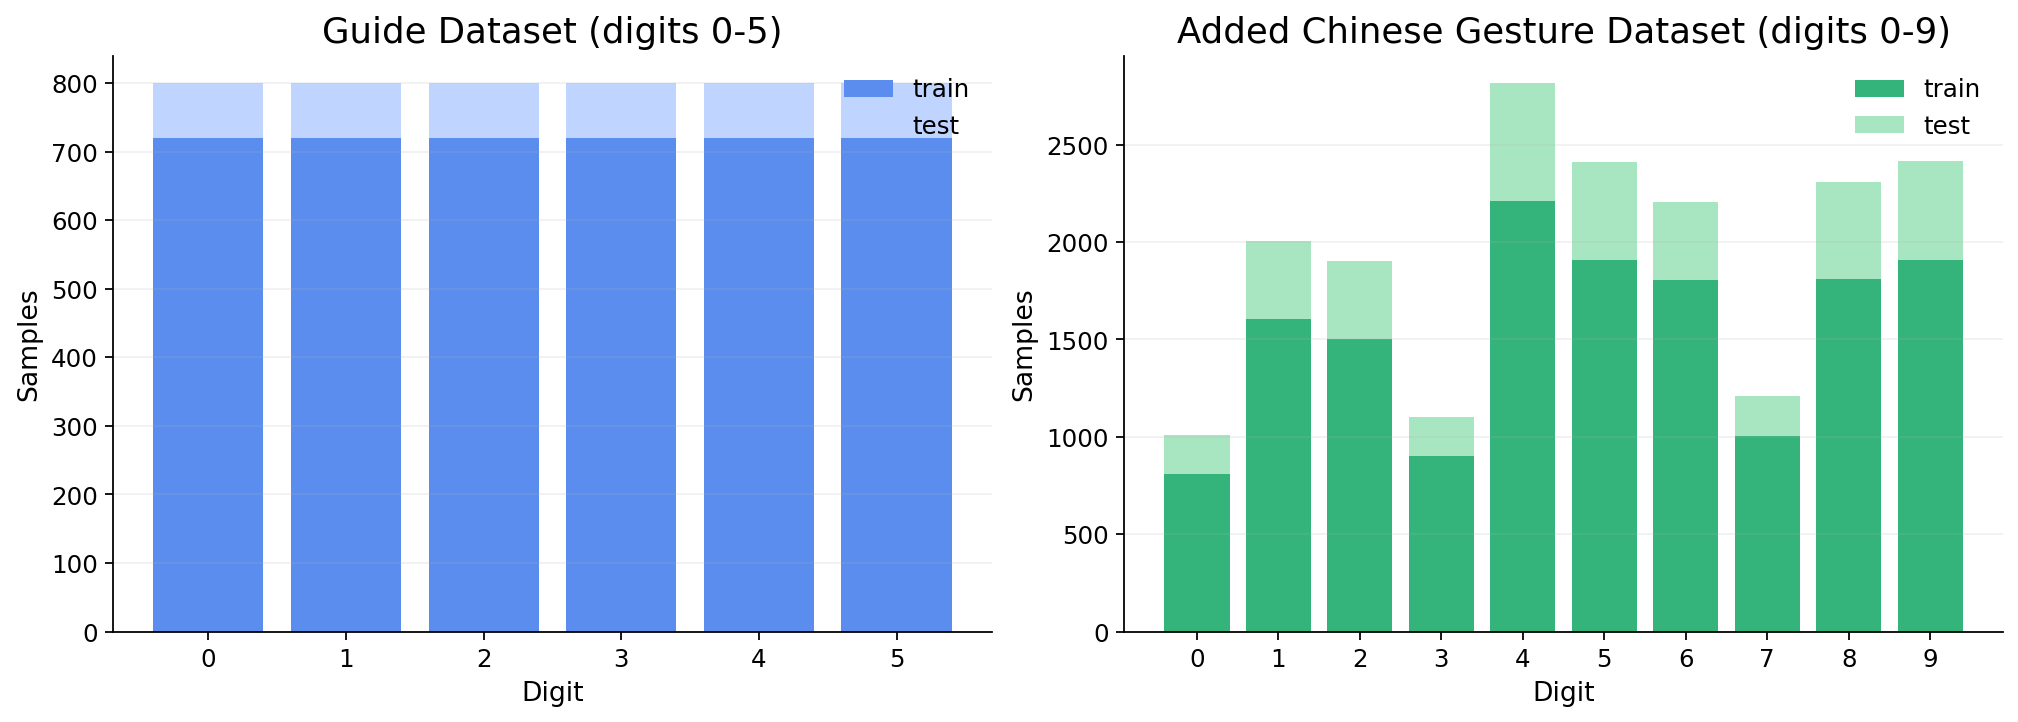 Guide Dataset (digits 0-5)
train
test
Samples
800
700
600
500
400
300
200
100
0
0 1 2 3 4 5
Digit
Added Chinese Gesture Dataset (digits 0-9)
train
test
Samples
2500
2000
1500
1000
500
0
0 1 2 3 4 5 6 7 8 9
Digit